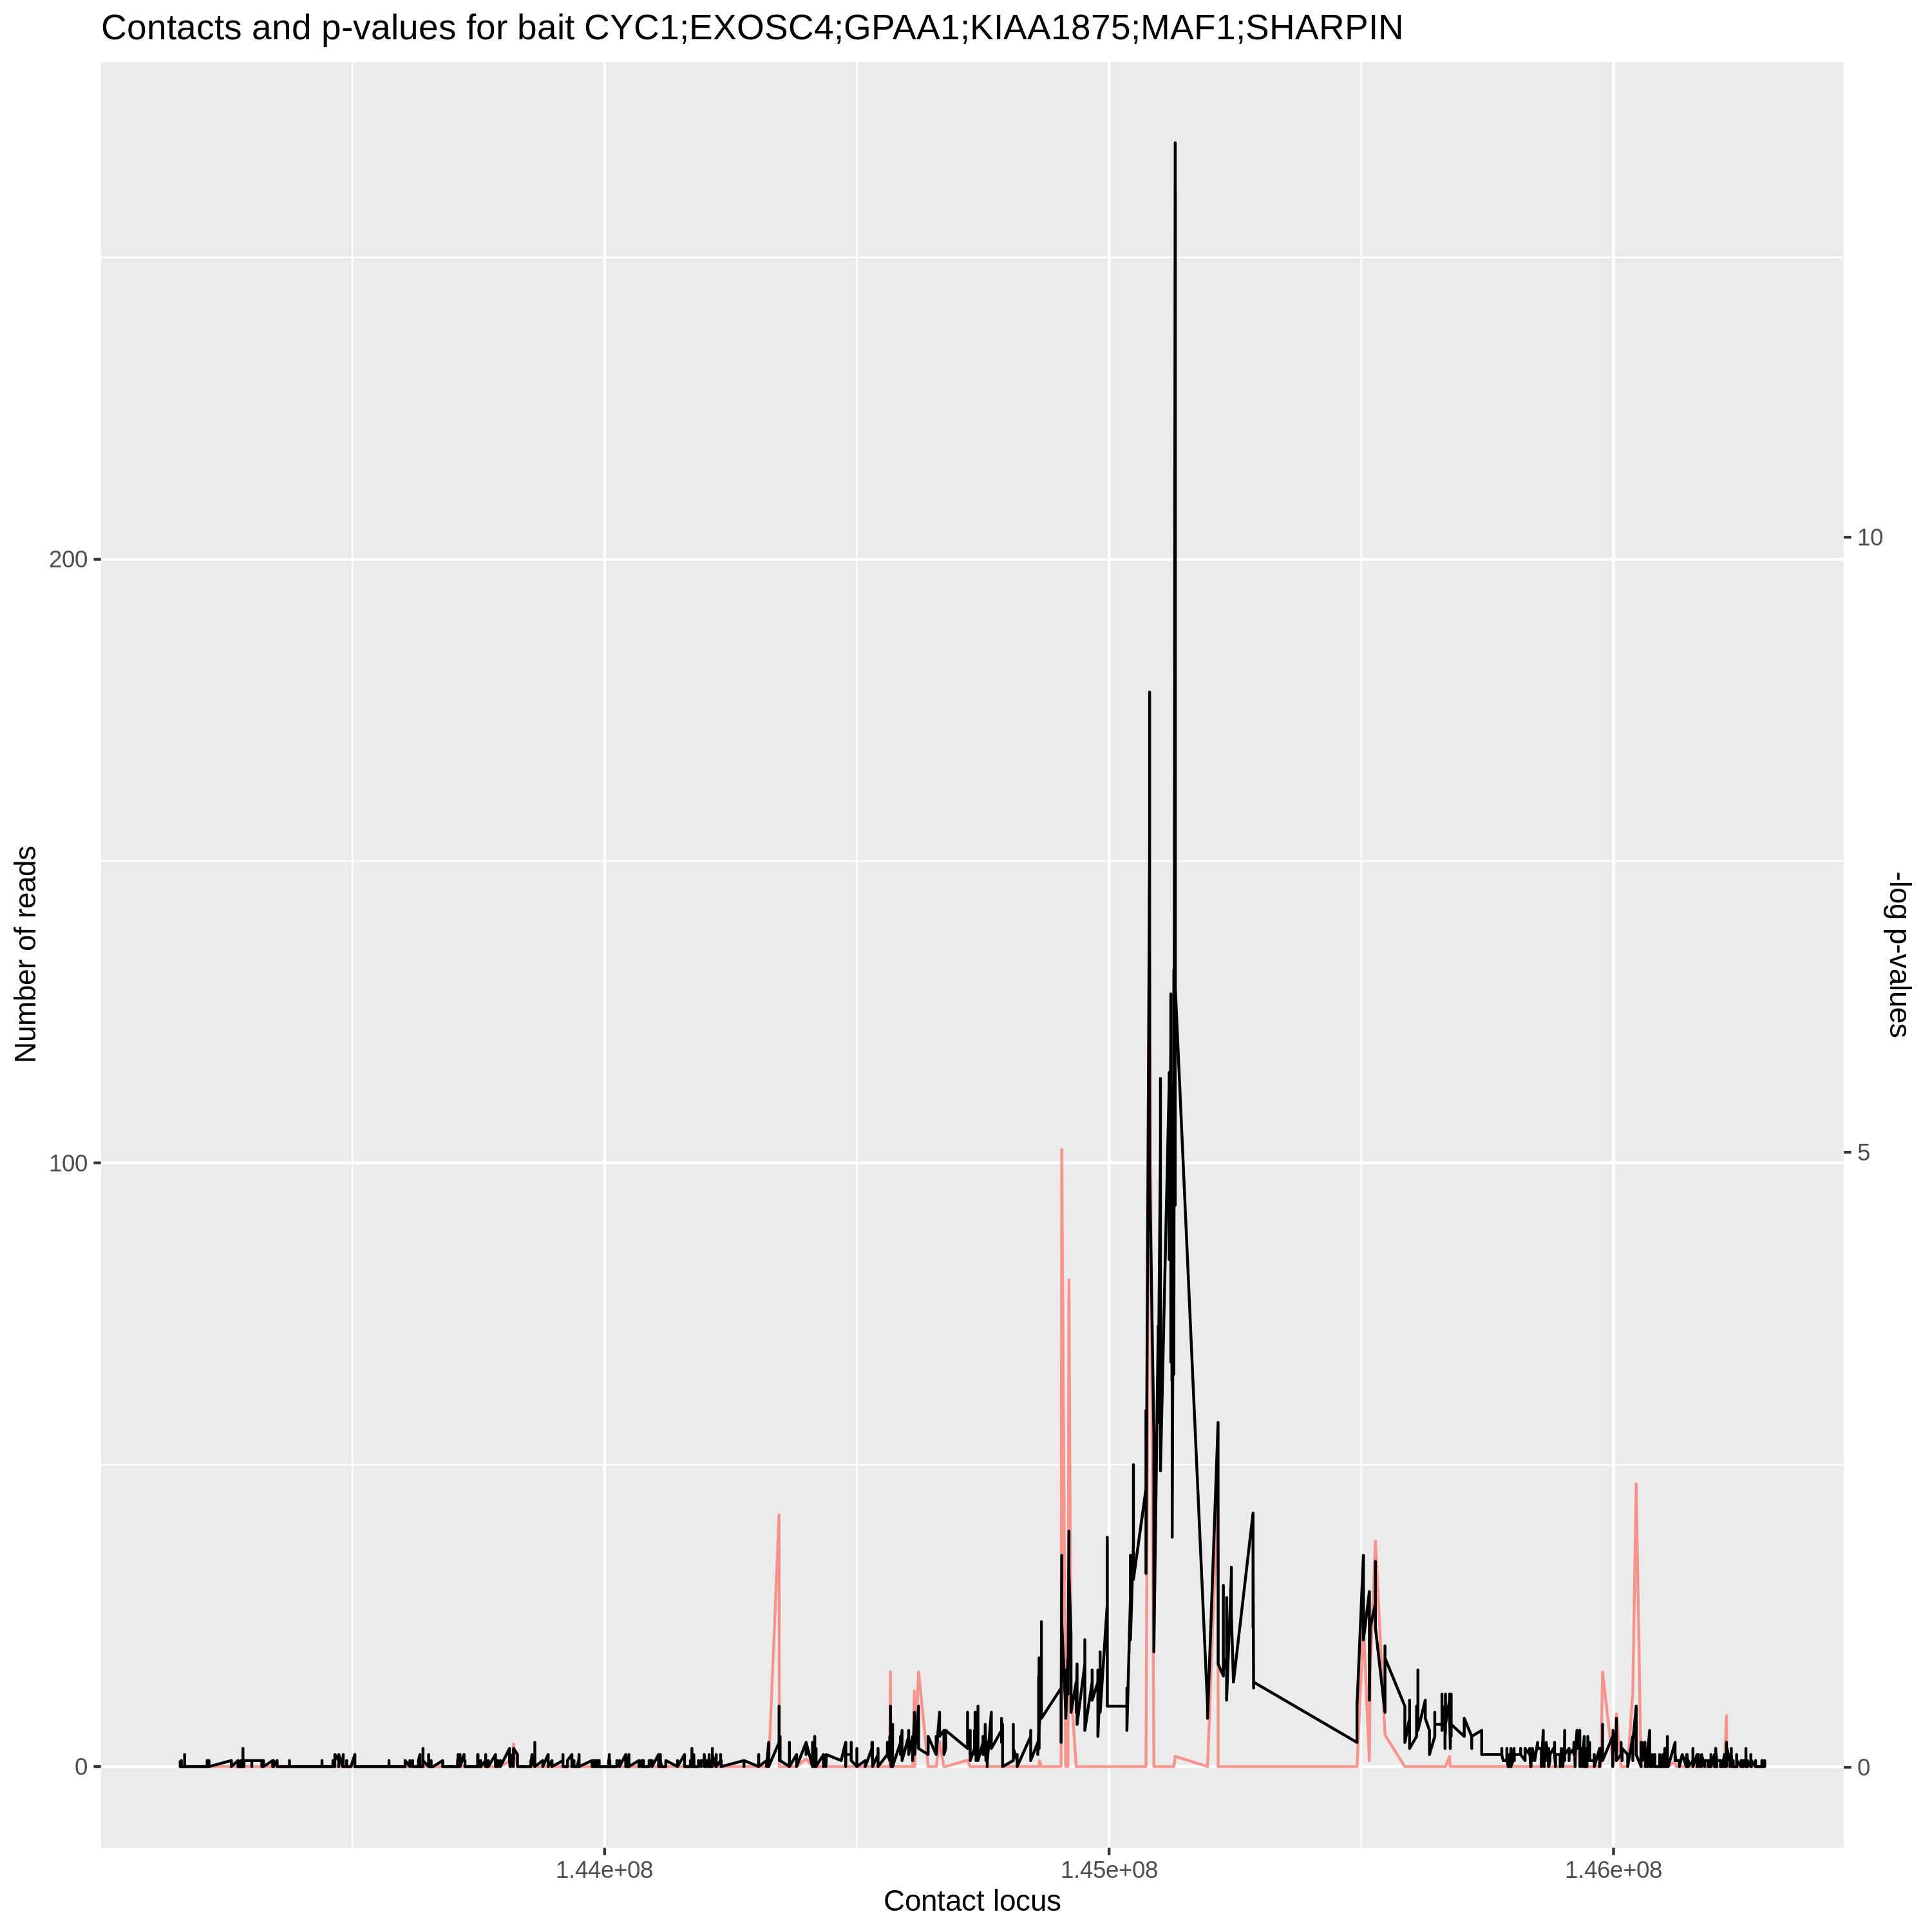 Contacts and p-values for bait CYC1;EXOSC4;GPAA1;KIAA1875;MAF1;SHARPIN
Number of reads
200
100
0
10
5
0
-log p-values
1.44e+08
1.45e+08
1.46e+08
Contact locus